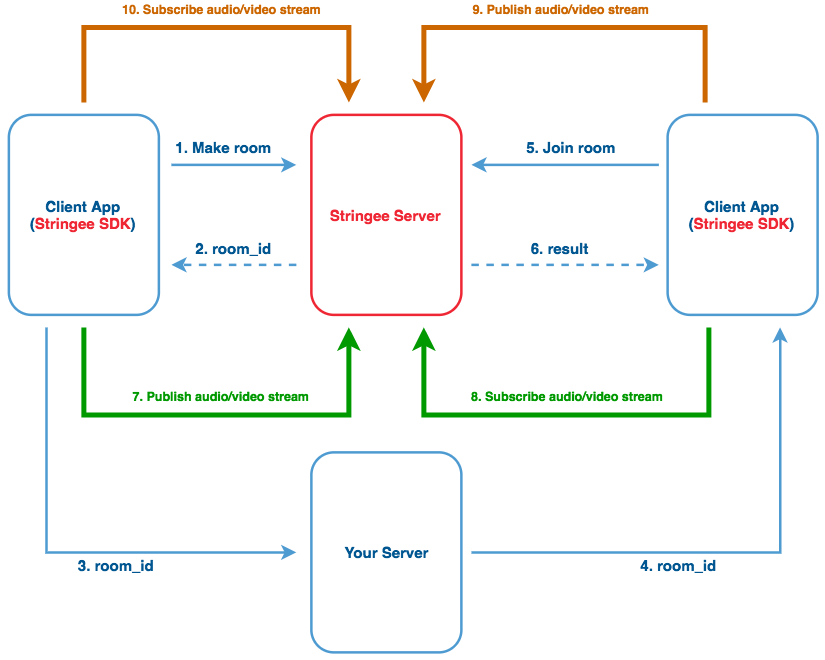 10. Subscribe audio/video stream
9. Publish audio/video stream
1. Make room
5. Join room
Client App
(Stringee SDK)
Stringee Server
Client App
(Stringee SDK)
2. room_id
6. result
7. Publish audio/video stream
8. Subscribe audio/video stream
Your Server
3. room_id
4. room_id